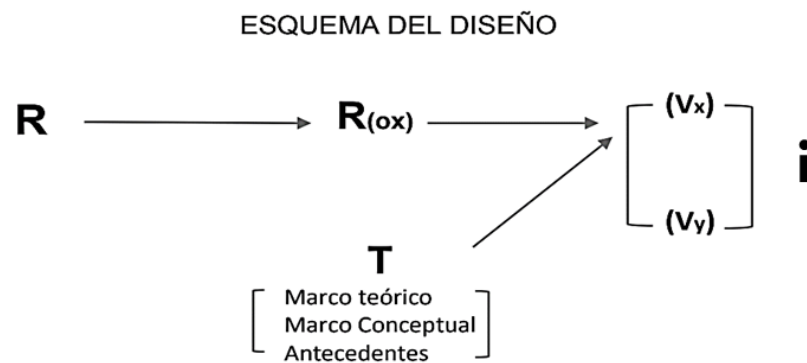 ESQUEMA DEL DISEÑO
R R(ox) (Vx) i
(Vy)
T
Marco teórico
Marco Conceptual
Antecedentes